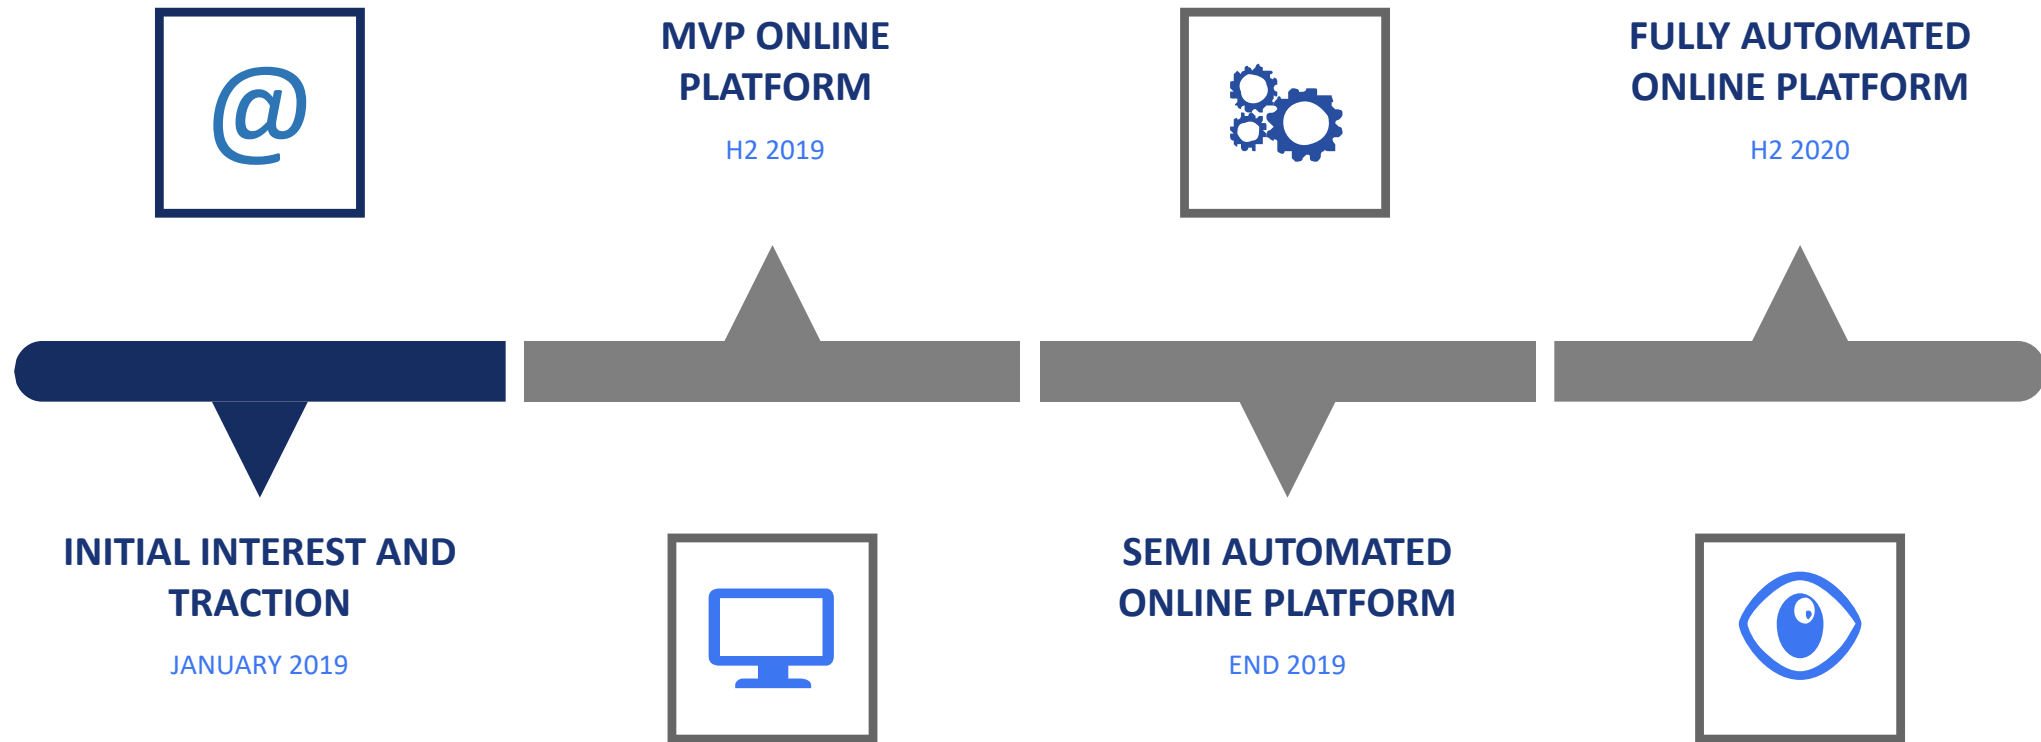 @
MVP ONLINE
PLATFORM
H2 2019
FULLY AUTOMATED
ONLINE PLATFORM
H2 2020
INITIAL INTEREST AND
TRACTION
JANUARY 2019
SEMI AUTOMATED
ONLINE PLATFORM
END 2019